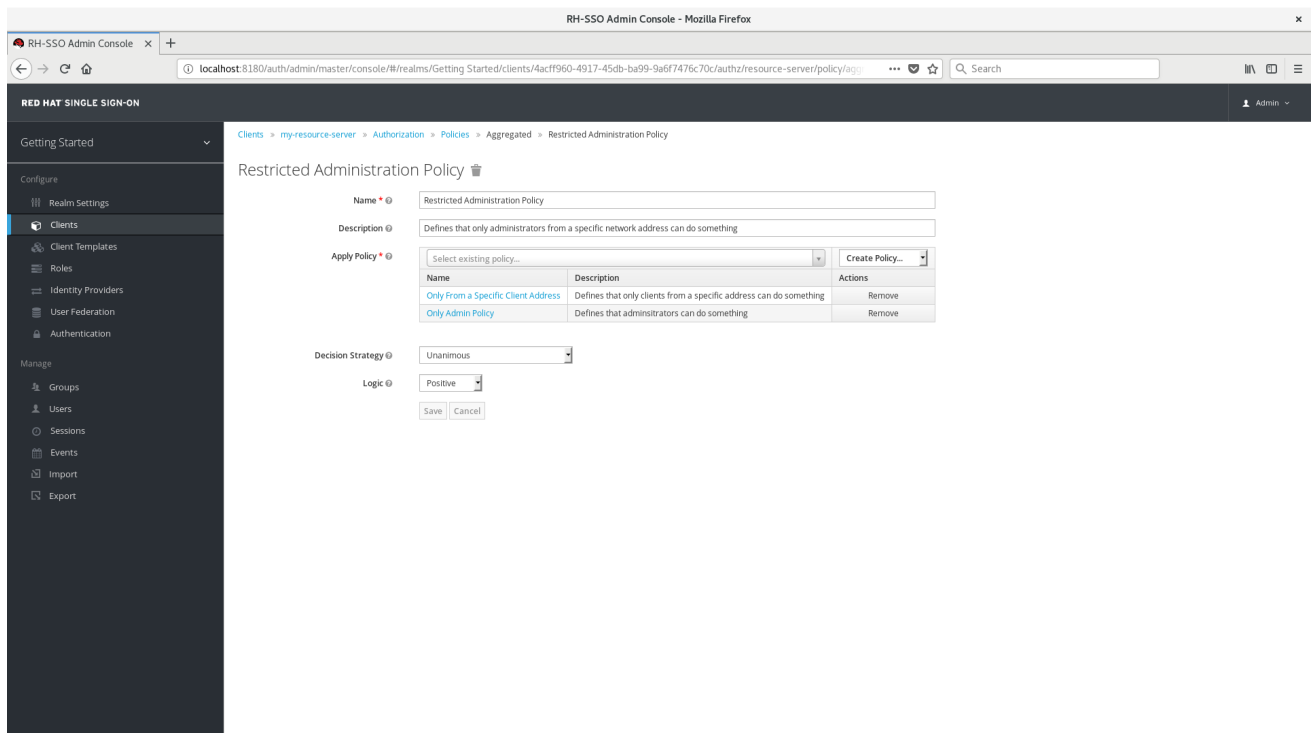 RH-SSO Admin Console - Mozilla Firefox
RH-SSO Admin Console
localhost:8180/auth/admin/master/console/#/realms/Getting Started/clients/4acff960-4917-45db-ba99-9a6f7476c70c/authz/resource-server/policy/agg
Search
RED HAT SINGLE SIGN-ON
Admin
Getting Started
Configure
Realm Settings
Clients
Client Templates
Roles
Identity Providers
User Federation
Authentication
Manage
Groups
Users
Sessions
Events
Import
Export
Clients » my-resource-server » Authorization » Policies » Aggregated » Restricted Administration Policy
Restricted Administration Policy
Name * Restricted Administration Policy
Description Defines that only administrators from a specific network address can do something
Apply Policy * Select existing policy... Create Policy...
Name Description Actions
Only From a Specific Client Address Defines that only clients from a specific address can do something Remove
Only Admin Policy Defines that adminsitrators can do something Remove
Decision Strategy Unanimous
Logic Positive
Save Cancel